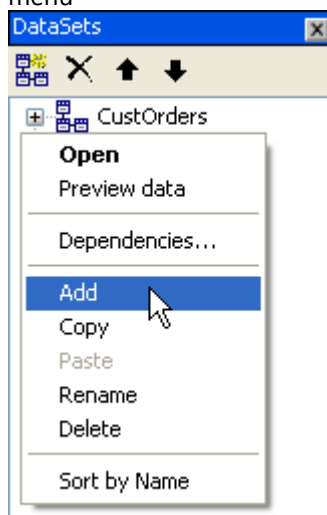 menu
DataSets
CustOrders
Open
Preview data
Dependencies...
Add
Copy
Paste
Rename
Delete
Sort by Name